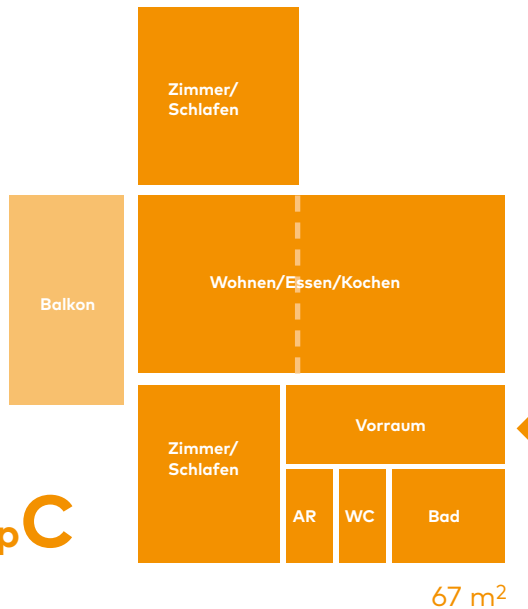 Zimmer/
Schlafen
Wohnen/Essen/Kochen
Balkon
Zimmer/
Schlafen
Vorraum
AR
WC
Bad
p C
67 m²